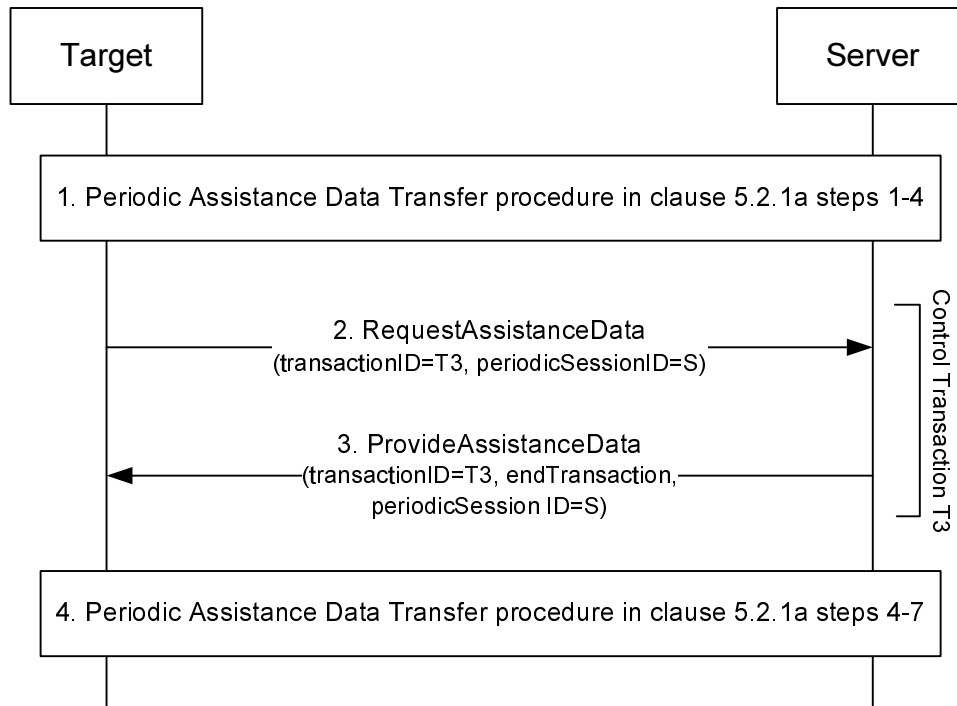 Target
Server
1. Periodic Assistance Data Transfer procedure in clause 5.2.1a steps 1-4
2. RequestAssistanceData
(transactionID=T3, periodicSessionID=S)
3. ProvideAssistanceData
(transactionID=T3, endTransaction,
periodicSession ID=S)
Control Transaction T3
4. Periodic Assistance Data Transfer procedure in clause 5.2.1a steps 4-7